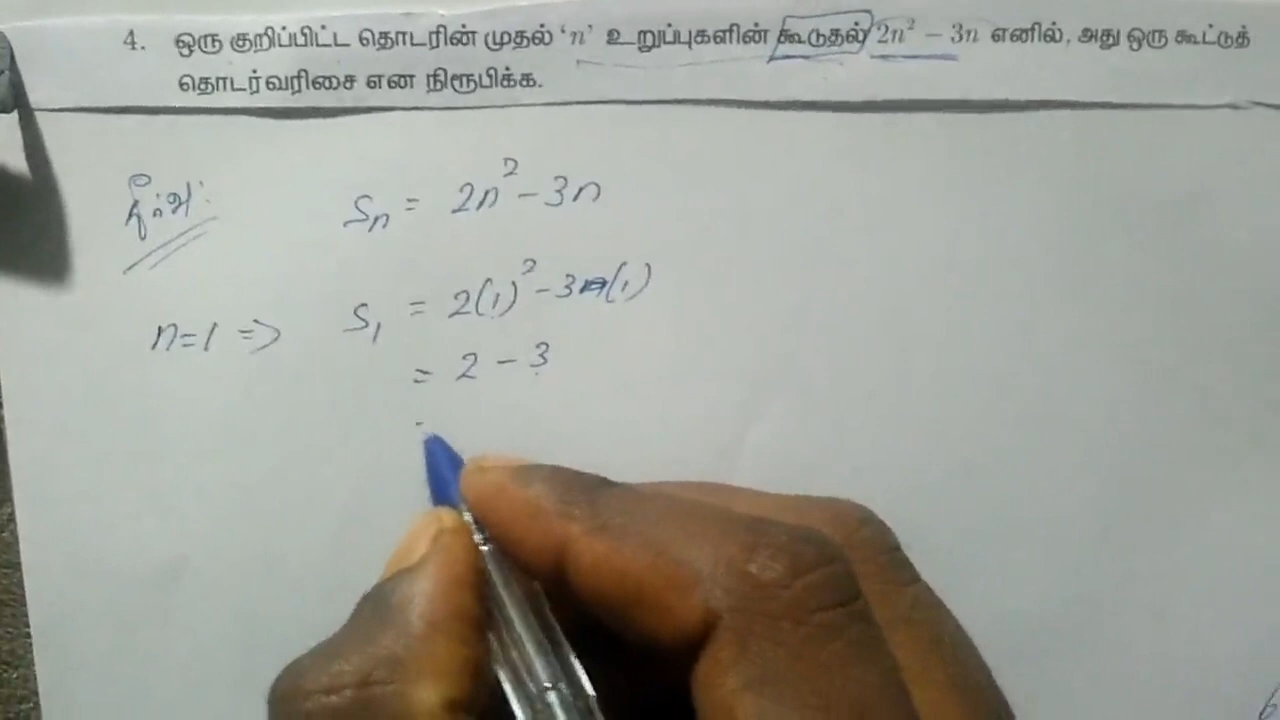 4. ஒரு குறிப்பிட்ட தொடரின் முதல் ‘n’ உறுப்புகளின் கூடுதல் 2n² − 3n எனில், அது ஒரு கூட்டுத்
தொடர்வரிசை என நிரூபிக்க.
தீர்வு:
Sn = 2n² - 3n
n=1 => S₁ = 2(1)² - 3(1)
= 2 - 3